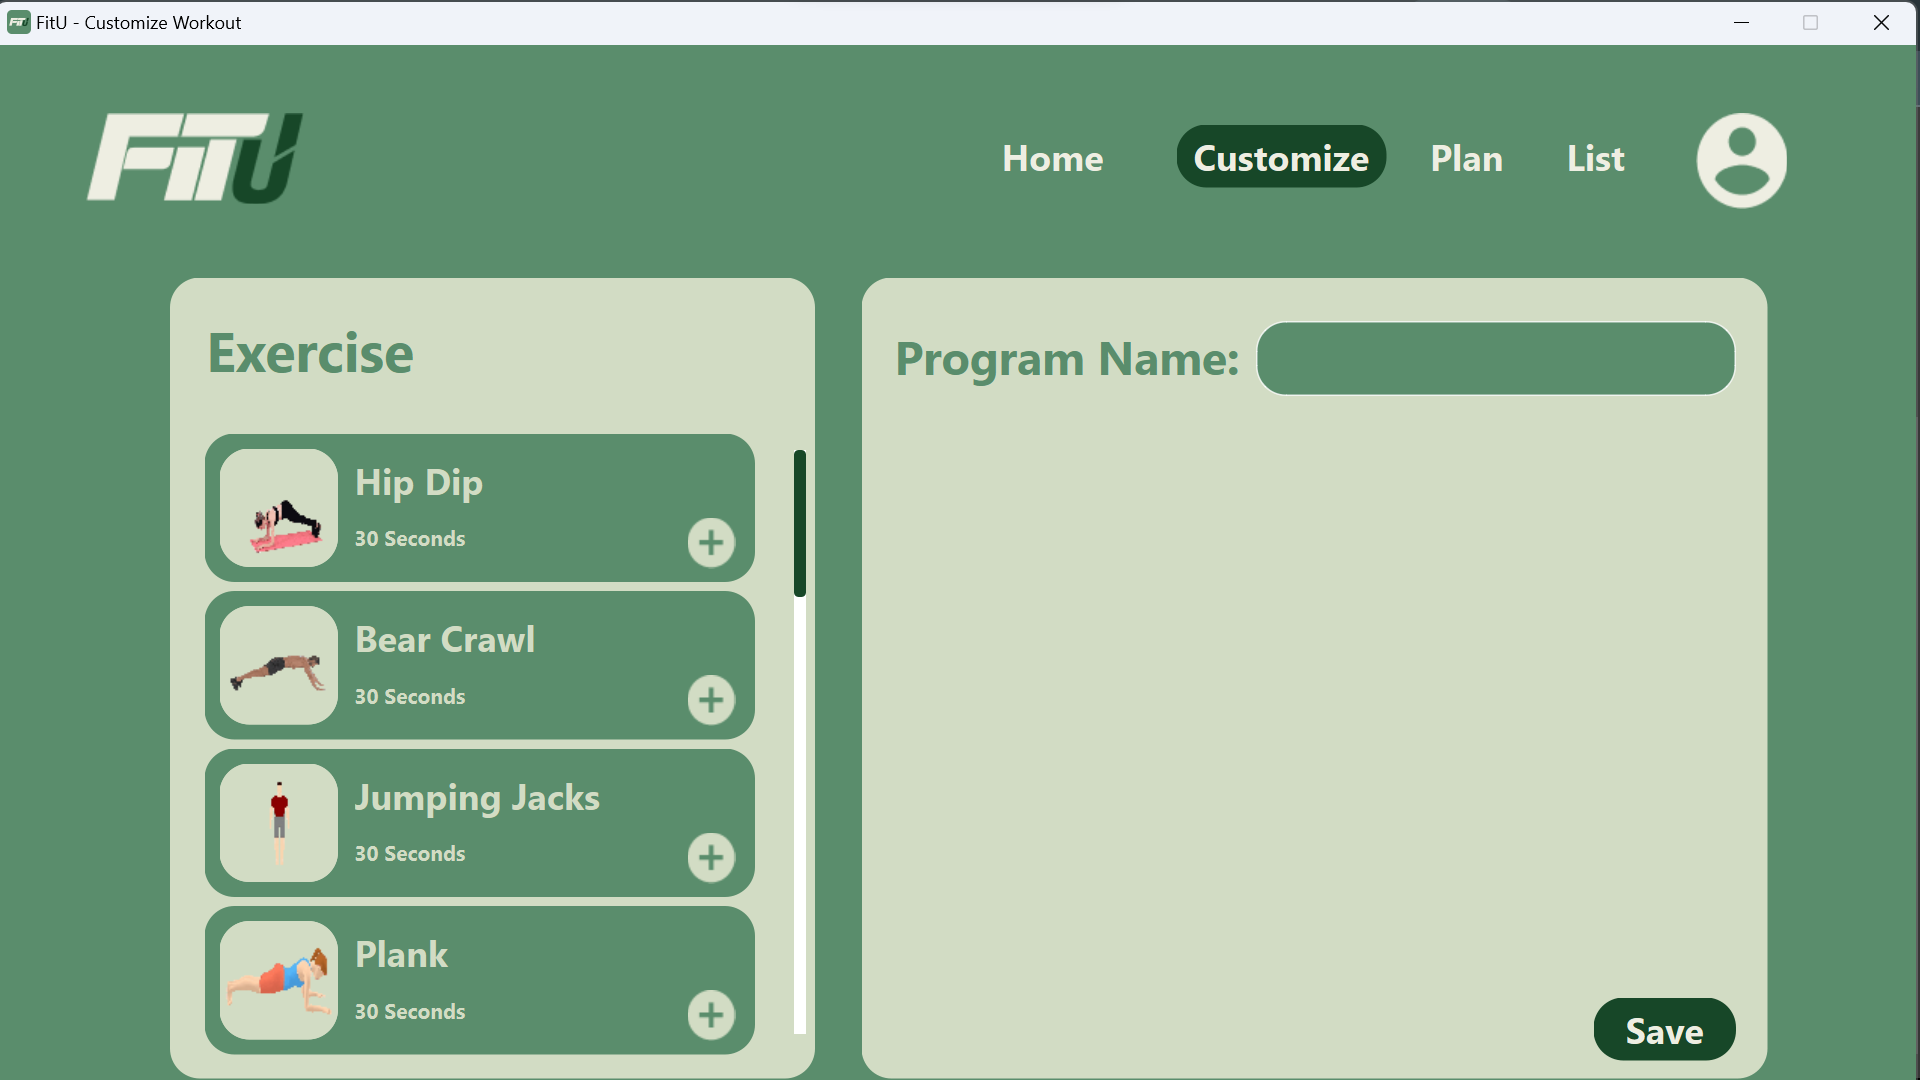 FitU - Customize Workout
FiTU
Home Customize Plan List
Exercise
Program Name:
Hip Dip
30 Seconds
Bear Crawl
30 Seconds
Jumping Jacks
30 Seconds
Plank
30 Seconds
Save